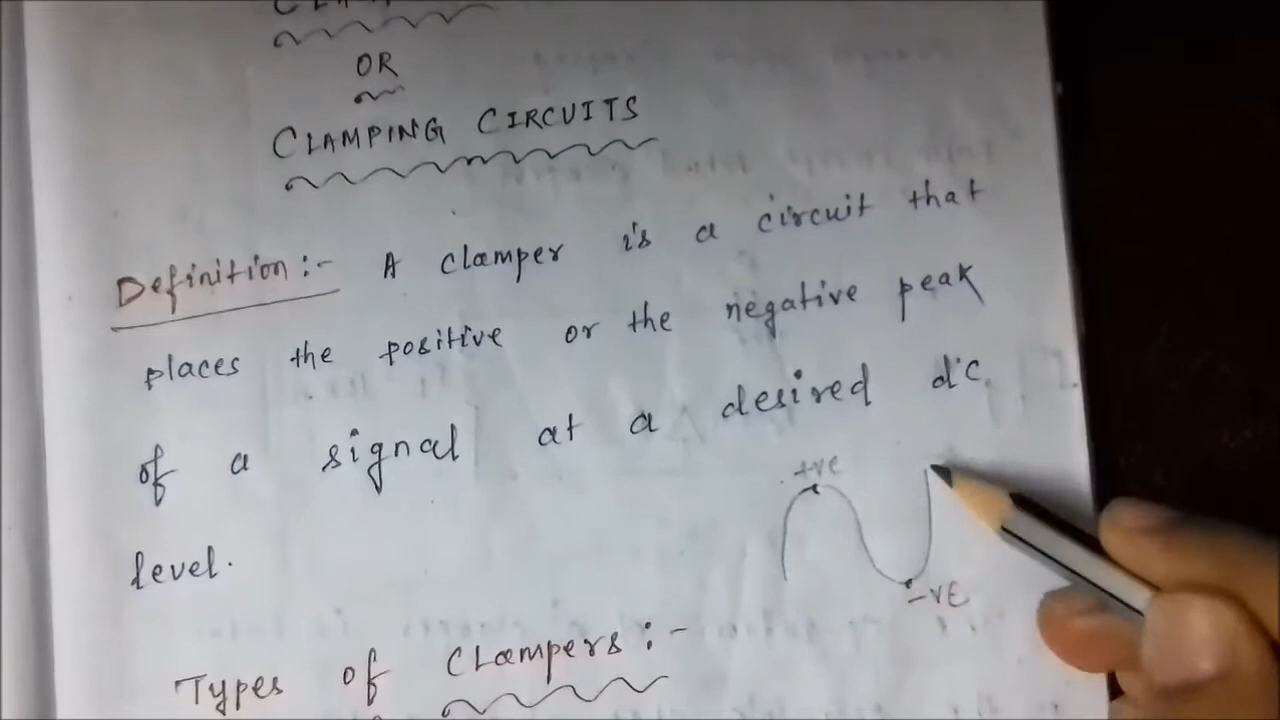 OR
CLAMPING CIRCUITS
Definition :- A clamper is a circuit that
places the positive or the negative peak
of a signal at a desired d.c.
level.
+ve
-ve
Types of Clampers :-